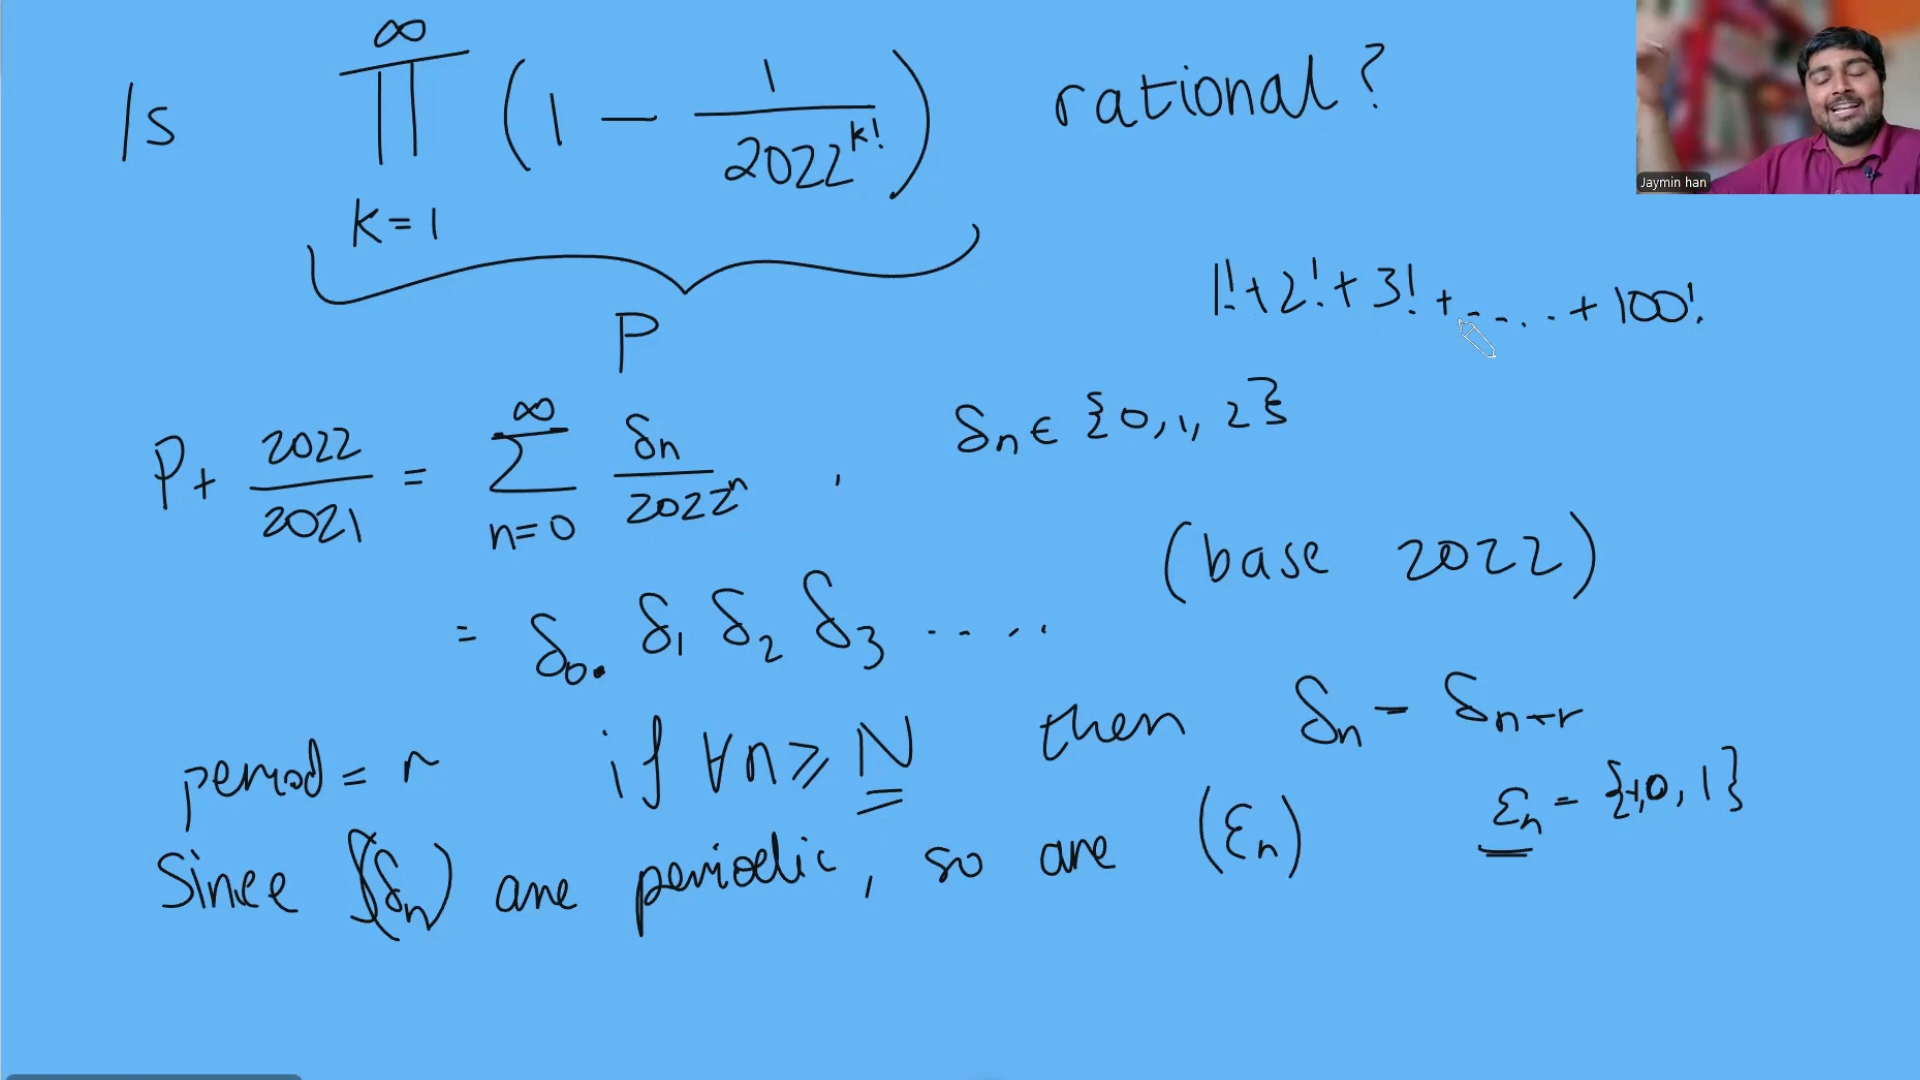 Is ∞ ∏ k=1 (1 − 1/2022^k!) rational?
Jaymin han
P
1!+2!+3!+.....+100!
P+ 2022/2021 = ∞ ∑ n=0 δn/2022^n , δn ∈ {0,1,2}
= δ0.δ1 δ2 δ3 ..... (base 2022)
period = r if ∀n ≥ N then δn = δn+r
Since (δn) are periodic, so are (εn) εn = {-1,0,1}